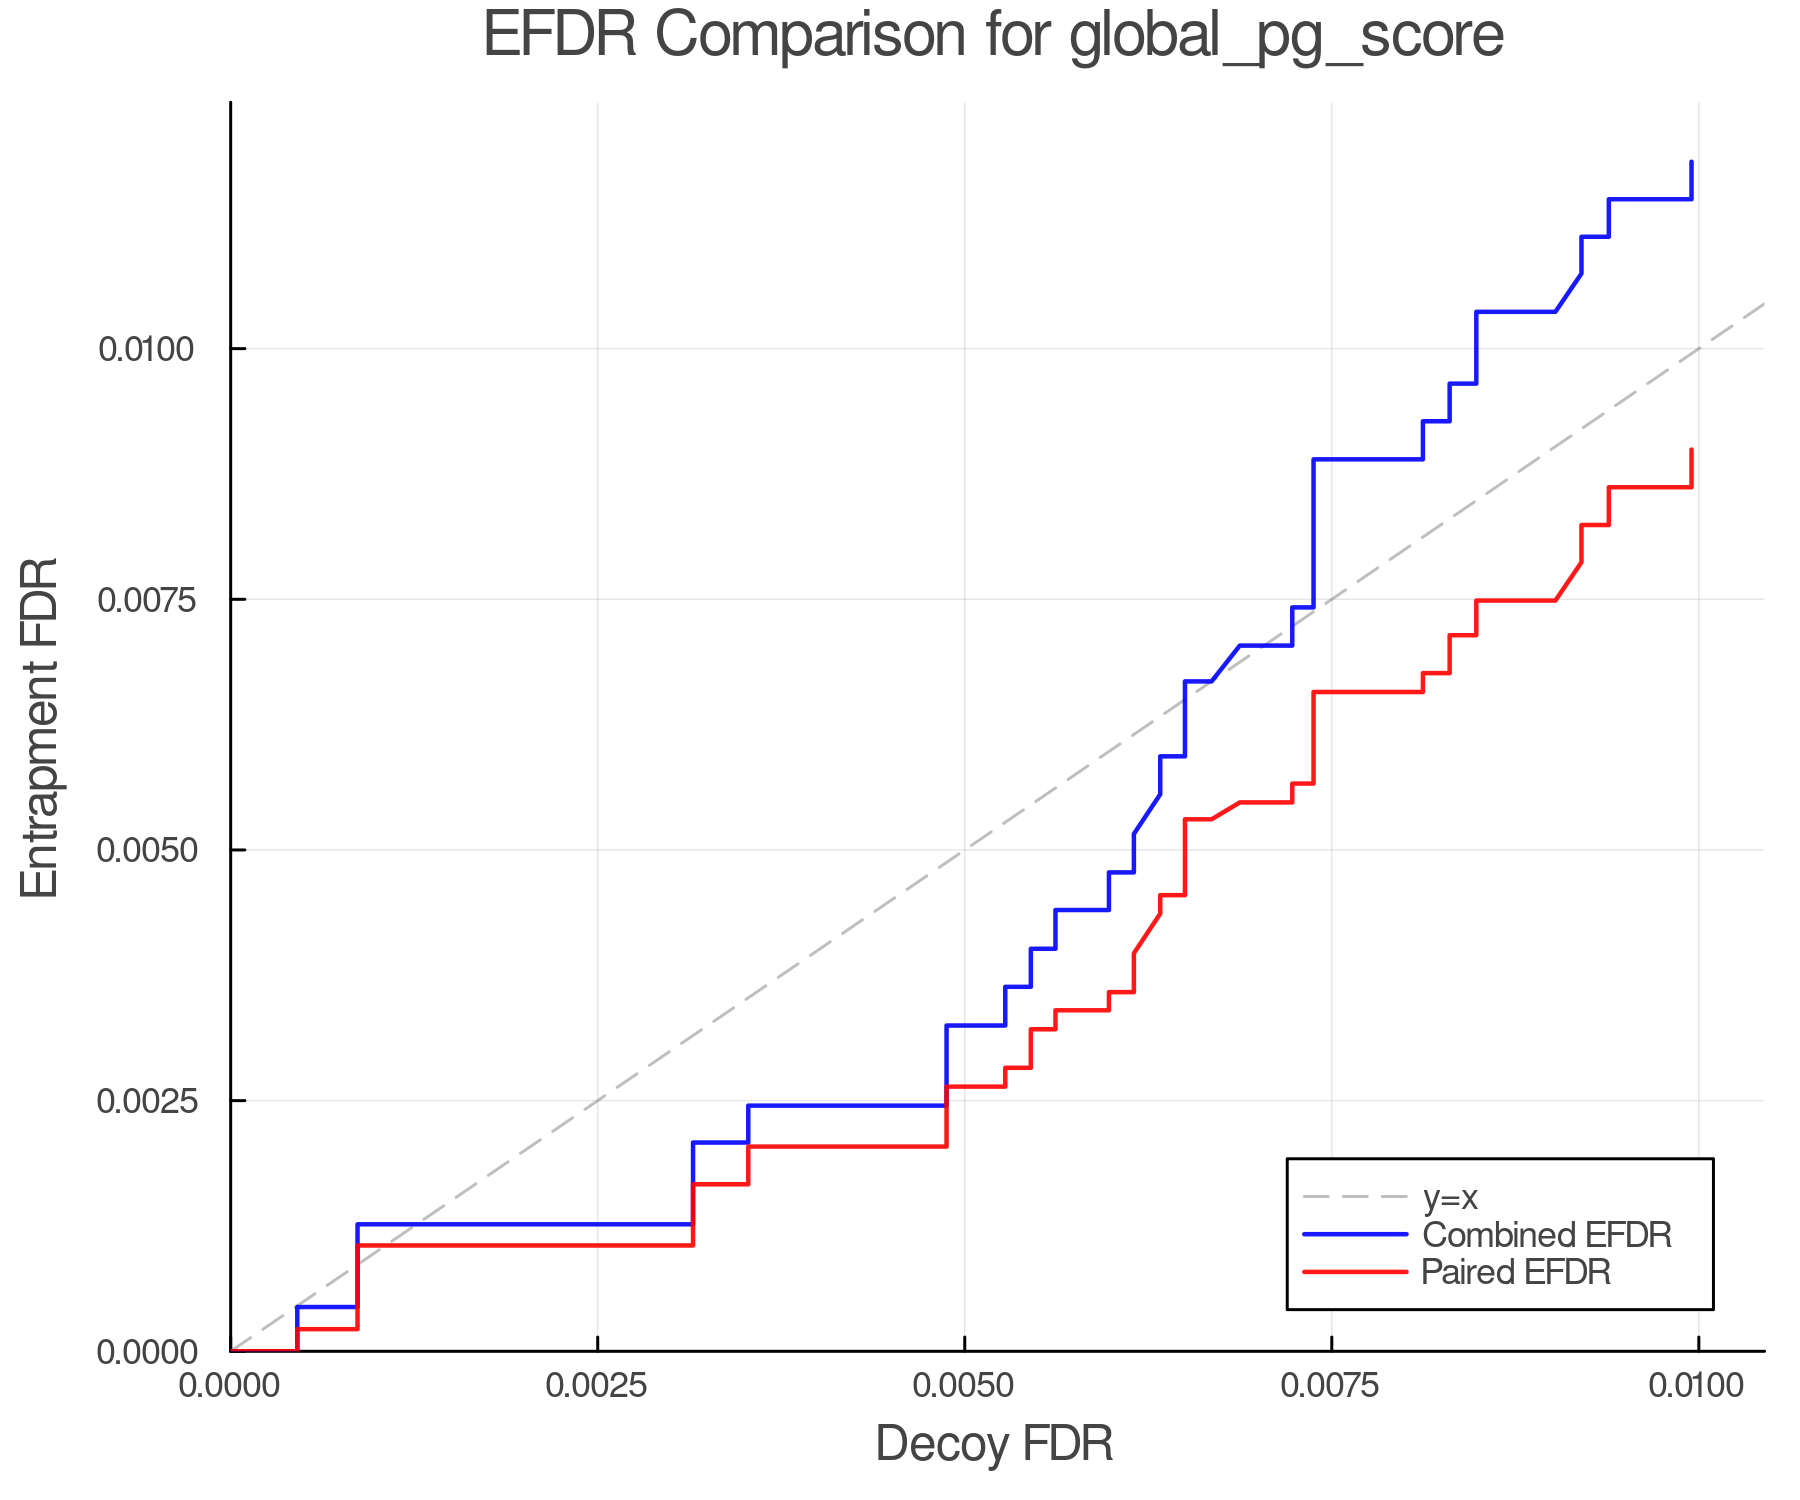 EFDR Comparison for global_pg_score
Entrapment FDR
0.0100
0.0075
0.0050
0.0025
0.0000
0.0000 0.0025 0.0050 0.0075 0.0100
Decoy FDR
y=x
Combined EFDR
Paired EFDR